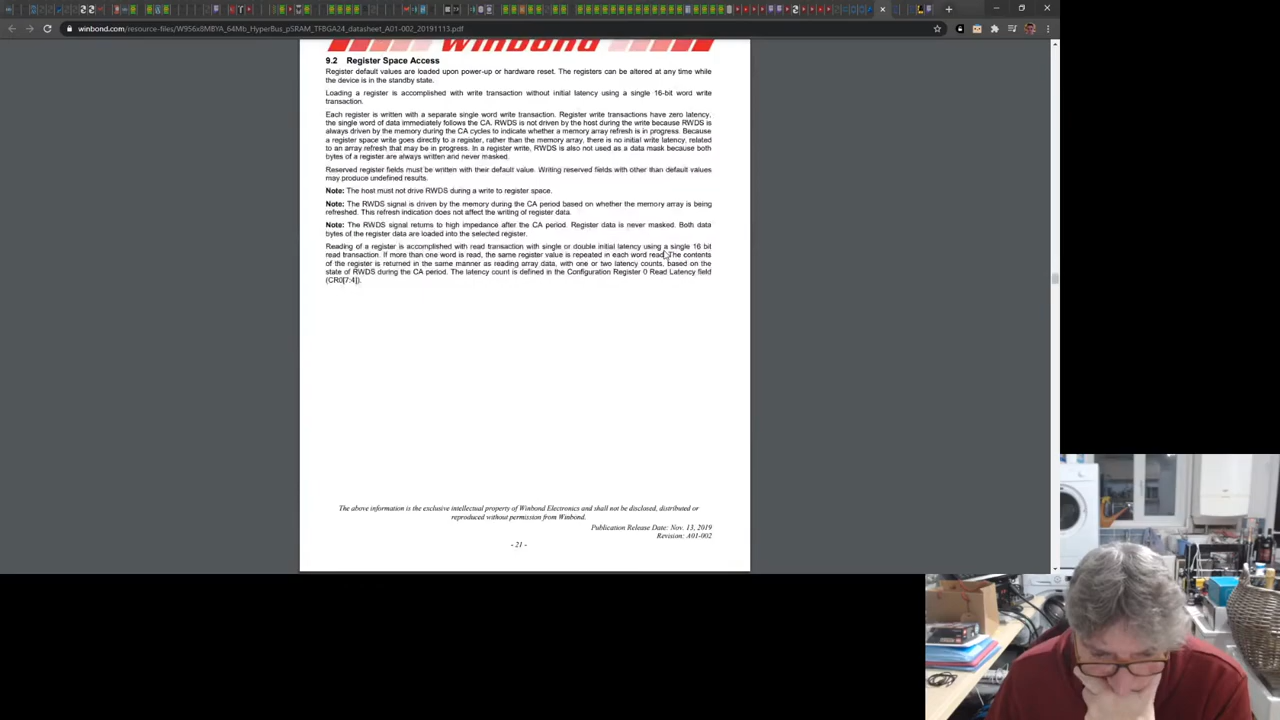 winbond.com/resource-files/W956x8MBYA_64Mb_HyperBus_pSRAM_TFBGA24_datasheet_A01-002_20191113.pdf
winbond
9.2 Register Space Access
Register default values are loaded upon power-up or hardware reset. The registers can be altered at any time while
the device is in the standby state.
Loading a register is accomplished with write transaction without initial latency using a single 16-bit word write
transaction.
Each register is written with a separate single word write transaction. Register write transactions have zero latency,
the single word of data immediately follows the CA. RWDS is not driven by the host during the write because RWDS is
always driven by the memory during the CA cycles to indicate whether a memory array refresh is in progress. Because
a register space write goes directly to a register, rather than the memory array, there is no initial write latency, related
to an array refresh that may be in progress. In a register write, RWDS is also not used as a data mask because both
bytes of a register are always written and never masked.
Reserved register fields must be written with their default value. Writing reserved fields with other than default values
may produce undefined results.
Note: The host must not drive RWDS during a write to register space.
Note: The RWDS signal is driven by the memory during the CA period based on whether the memory array is being
refreshed. This refresh indication does not affect the writing of register data.
Note: The RWDS signal returns to high impedance after the CA period. Register data is never masked. Both data
bytes of the register data are loaded into the selected register.
Reading of a register is accomplished with read transaction with single or double initial latency using a single 16 bit
read transaction. If more than one word is read, the same register value is repeated in each word read. The contents
of the register is returned in the same manner as reading array data, with one or two latency counts, based on the
state of RWDS during the CA period. The latency count is defined in the Configuration Register 0 Read Latency field
(CR0[7:4]).
The above information is the exclusive intellectual property of Winbond Electronics and shall not be disclosed, distributed or
reproduced without permission from Winbond.
Publication Release Date: Nov. 13, 2019
Revision: A01-002
- 21 -